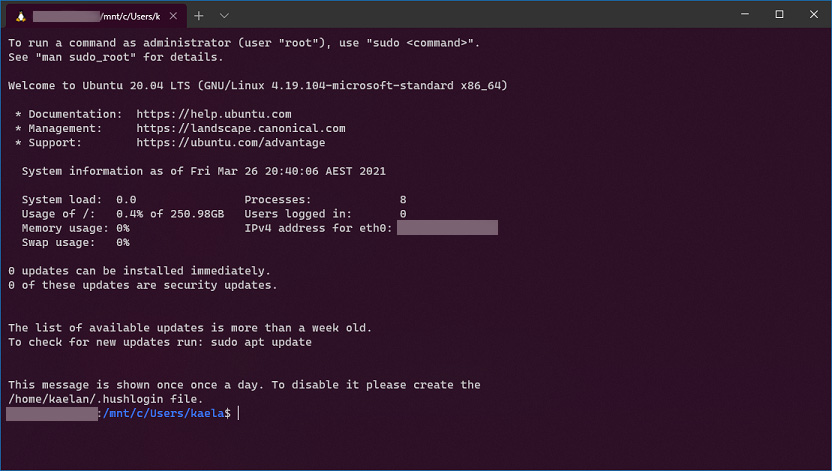 /mnt/c/Users/k
To run a command as administrator (user "root"), use "sudo <command>".
See "man sudo_root" for details.
Welcome to Ubuntu 20.04 LTS (GNU/Linux 4.19.104-microsoft-standard x86_64)
* Documentation:  https://help.ubuntu.com
* Management:     https://landscape.canonical.com
* Support:        https://ubuntu.com/advantage
System information as of Fri Mar 26 20:40:06 AEST 2021
System load:  0.0                Processes:             8
Usage of /:   0.4% of 250.98GB   Users logged in:       0
Memory usage: 0%                 IPv4 address for eth0:
Swap usage:   0%
0 updates can be installed immediately.
0 of these updates are security updates.
The list of available updates is more than a week old.
To check for new updates run: sudo apt update
This message is shown once once a day. To disable it please create the
/home/kaelan/.hushlogin file.
:/mnt/c/Users/kaela$